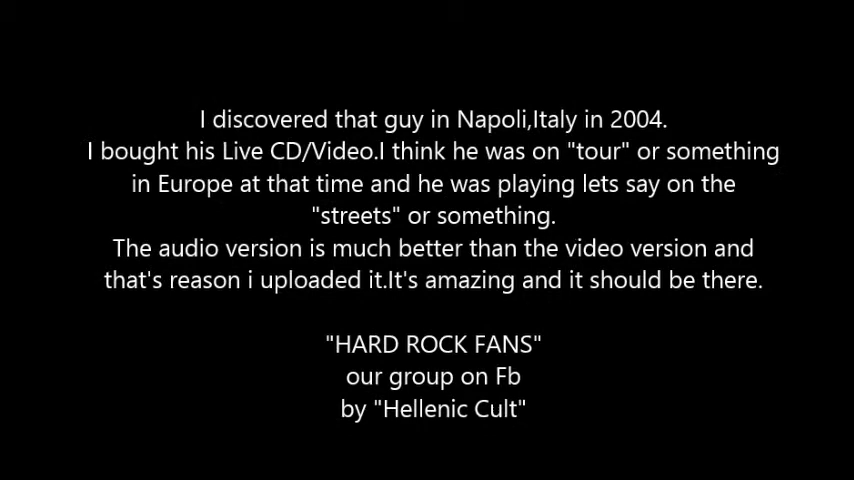 I discovered that guy in Napoli,Italy in 2004.
I bought his Live CD/Video.I think he was on "tour" or something
in Europe at that time and he was playing lets say on the
"streets" or something.
The audio version is much better than the video version and
that's reason i uploaded it.It's amazing and it should be there.
"HARD ROCK FANS"
our group on Fb
by "Hellenic Cult"